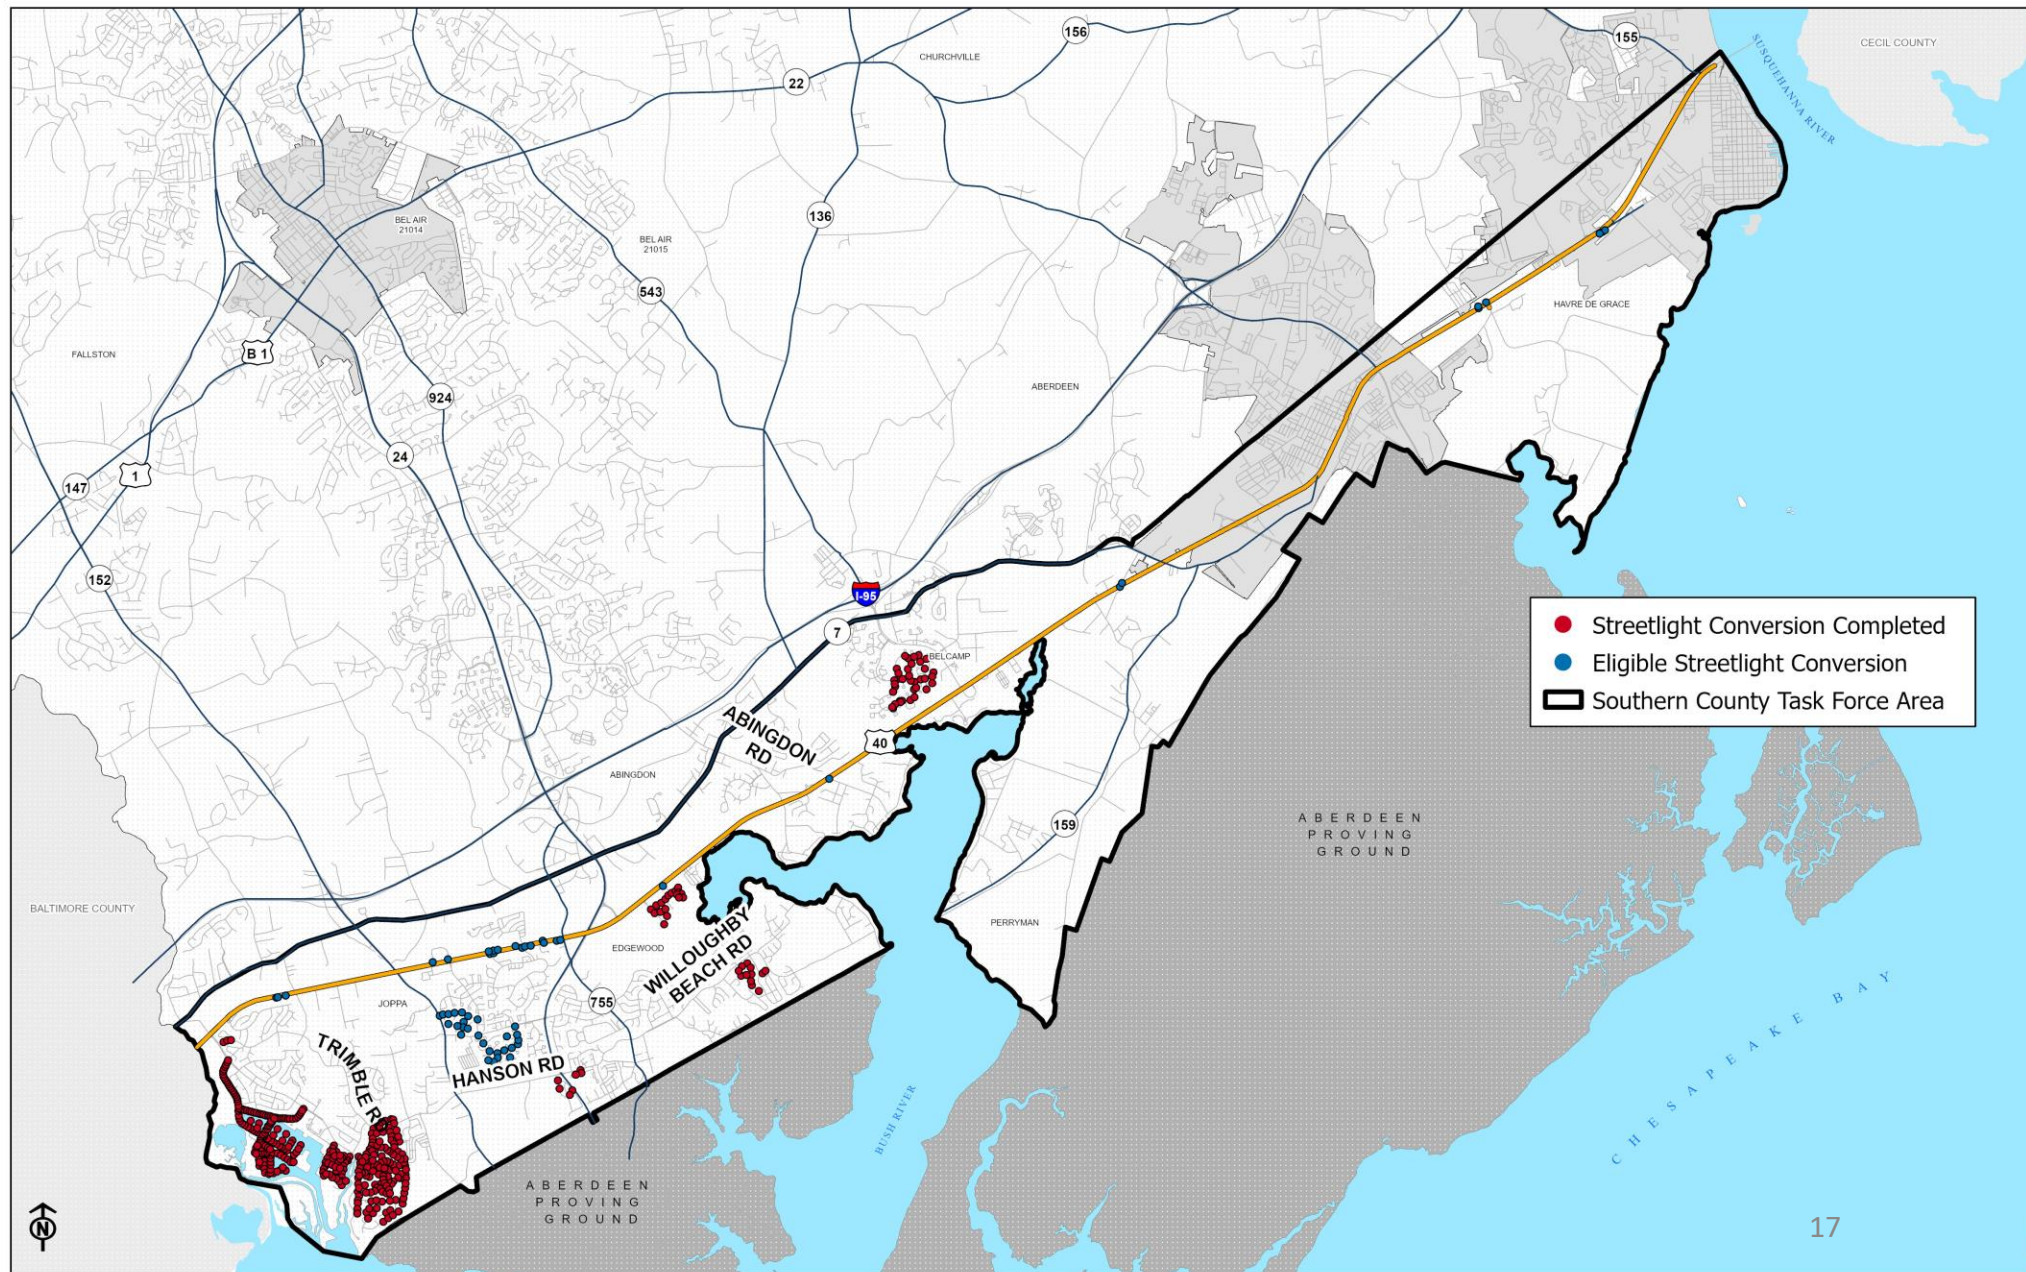 156
155
CECIL COUNTY
CHURCHVILLE
SUSQUEHANNA RIVER
22
BEL AIR
21014
136
BEL AIR
21015
543
HAVRE DE GRACE
FALLSTON
B 1
ABERDEEN
924
24
1
147
152
I-95
7
Streetlight Conversion Completed
Eligible Streetlight Conversion
Southern County Task Force Area
BELCAMP
ABINGDON
RD
40
ABINGDON
159
ABERDEEN
PROVING
GROUND
BALTIMORE COUNTY
PERRYMAN
EDGEWOOD
WILLOUGHBY
BEACH RD
755
JOPPA
TRIMBLE R
HANSON RD
BUSH RIVER
CHESAPEAKE BAY
ABERDEEN
PROVING
GROUND
N
17